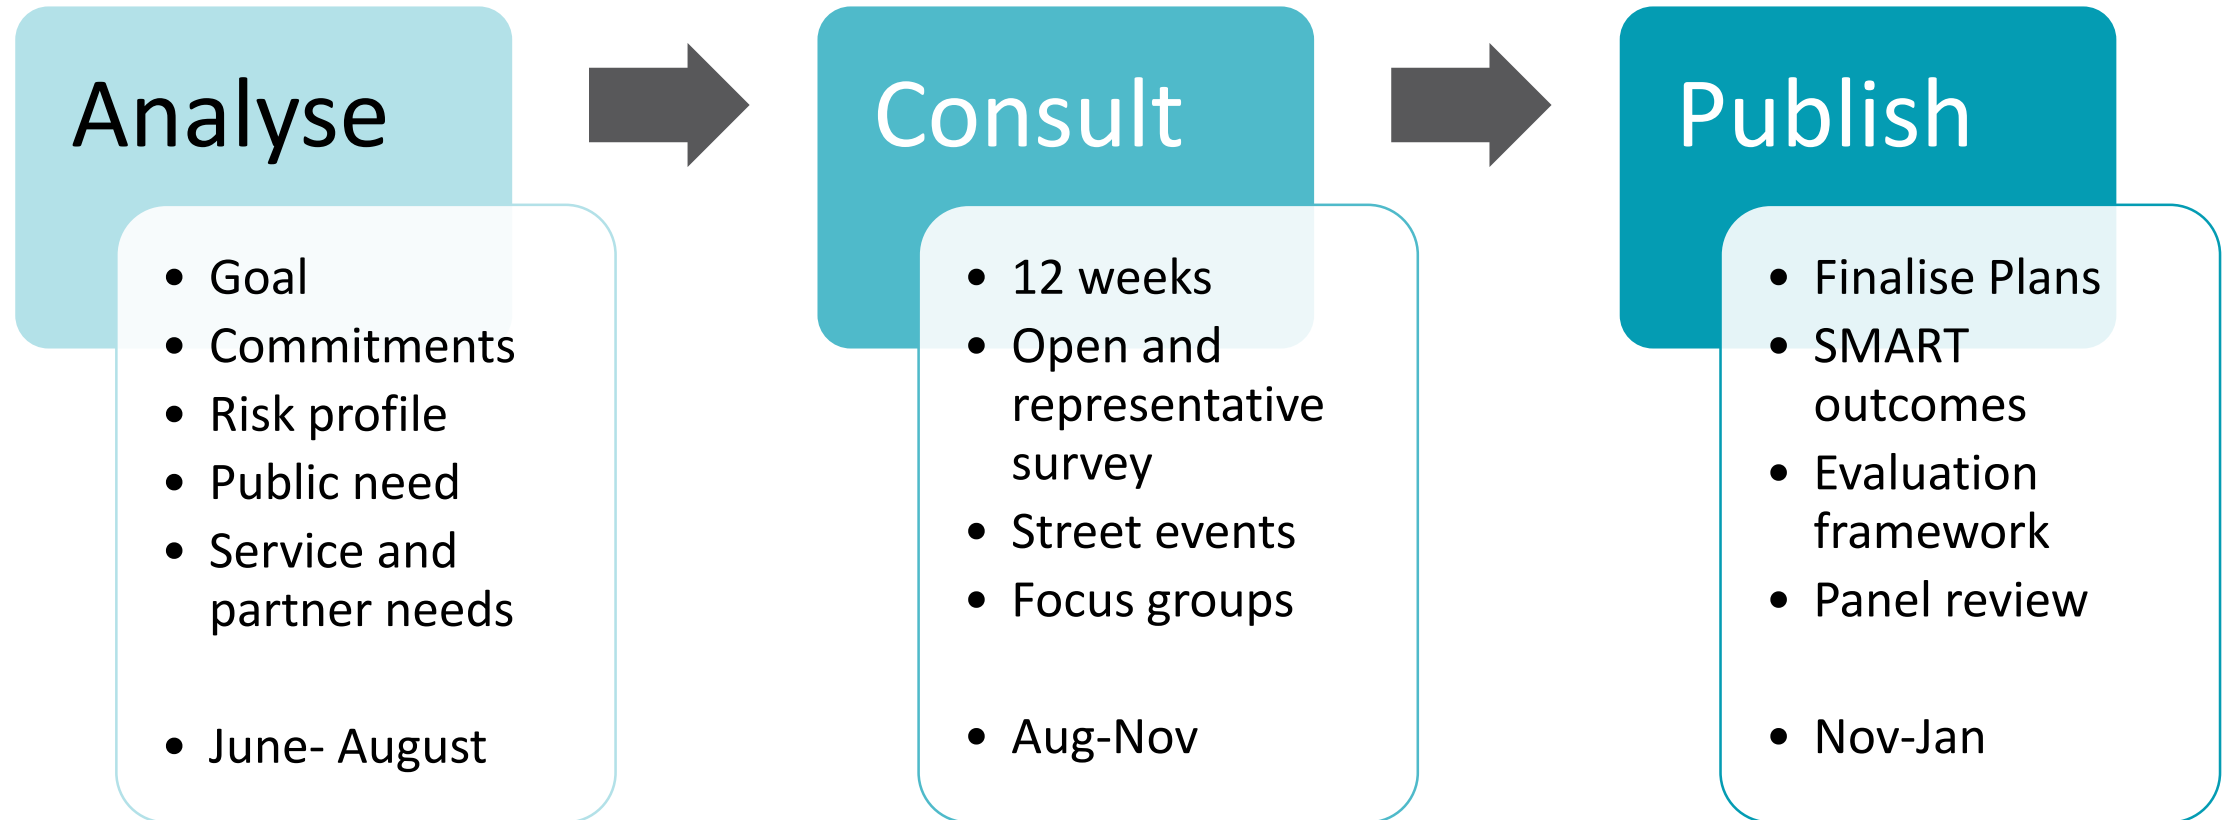 Analyse
• Goal
• Commitments
• Risk profile
• Public need
• Service and
partner needs
• June- August
Consult
• 12 weeks
• Open and
representative
survey
• Street events
• Focus groups
• Aug-Nov
Publish
• Finalise Plans
• SMART
outcomes
• Evaluation
framework
• Panel review
• Nov-Jan